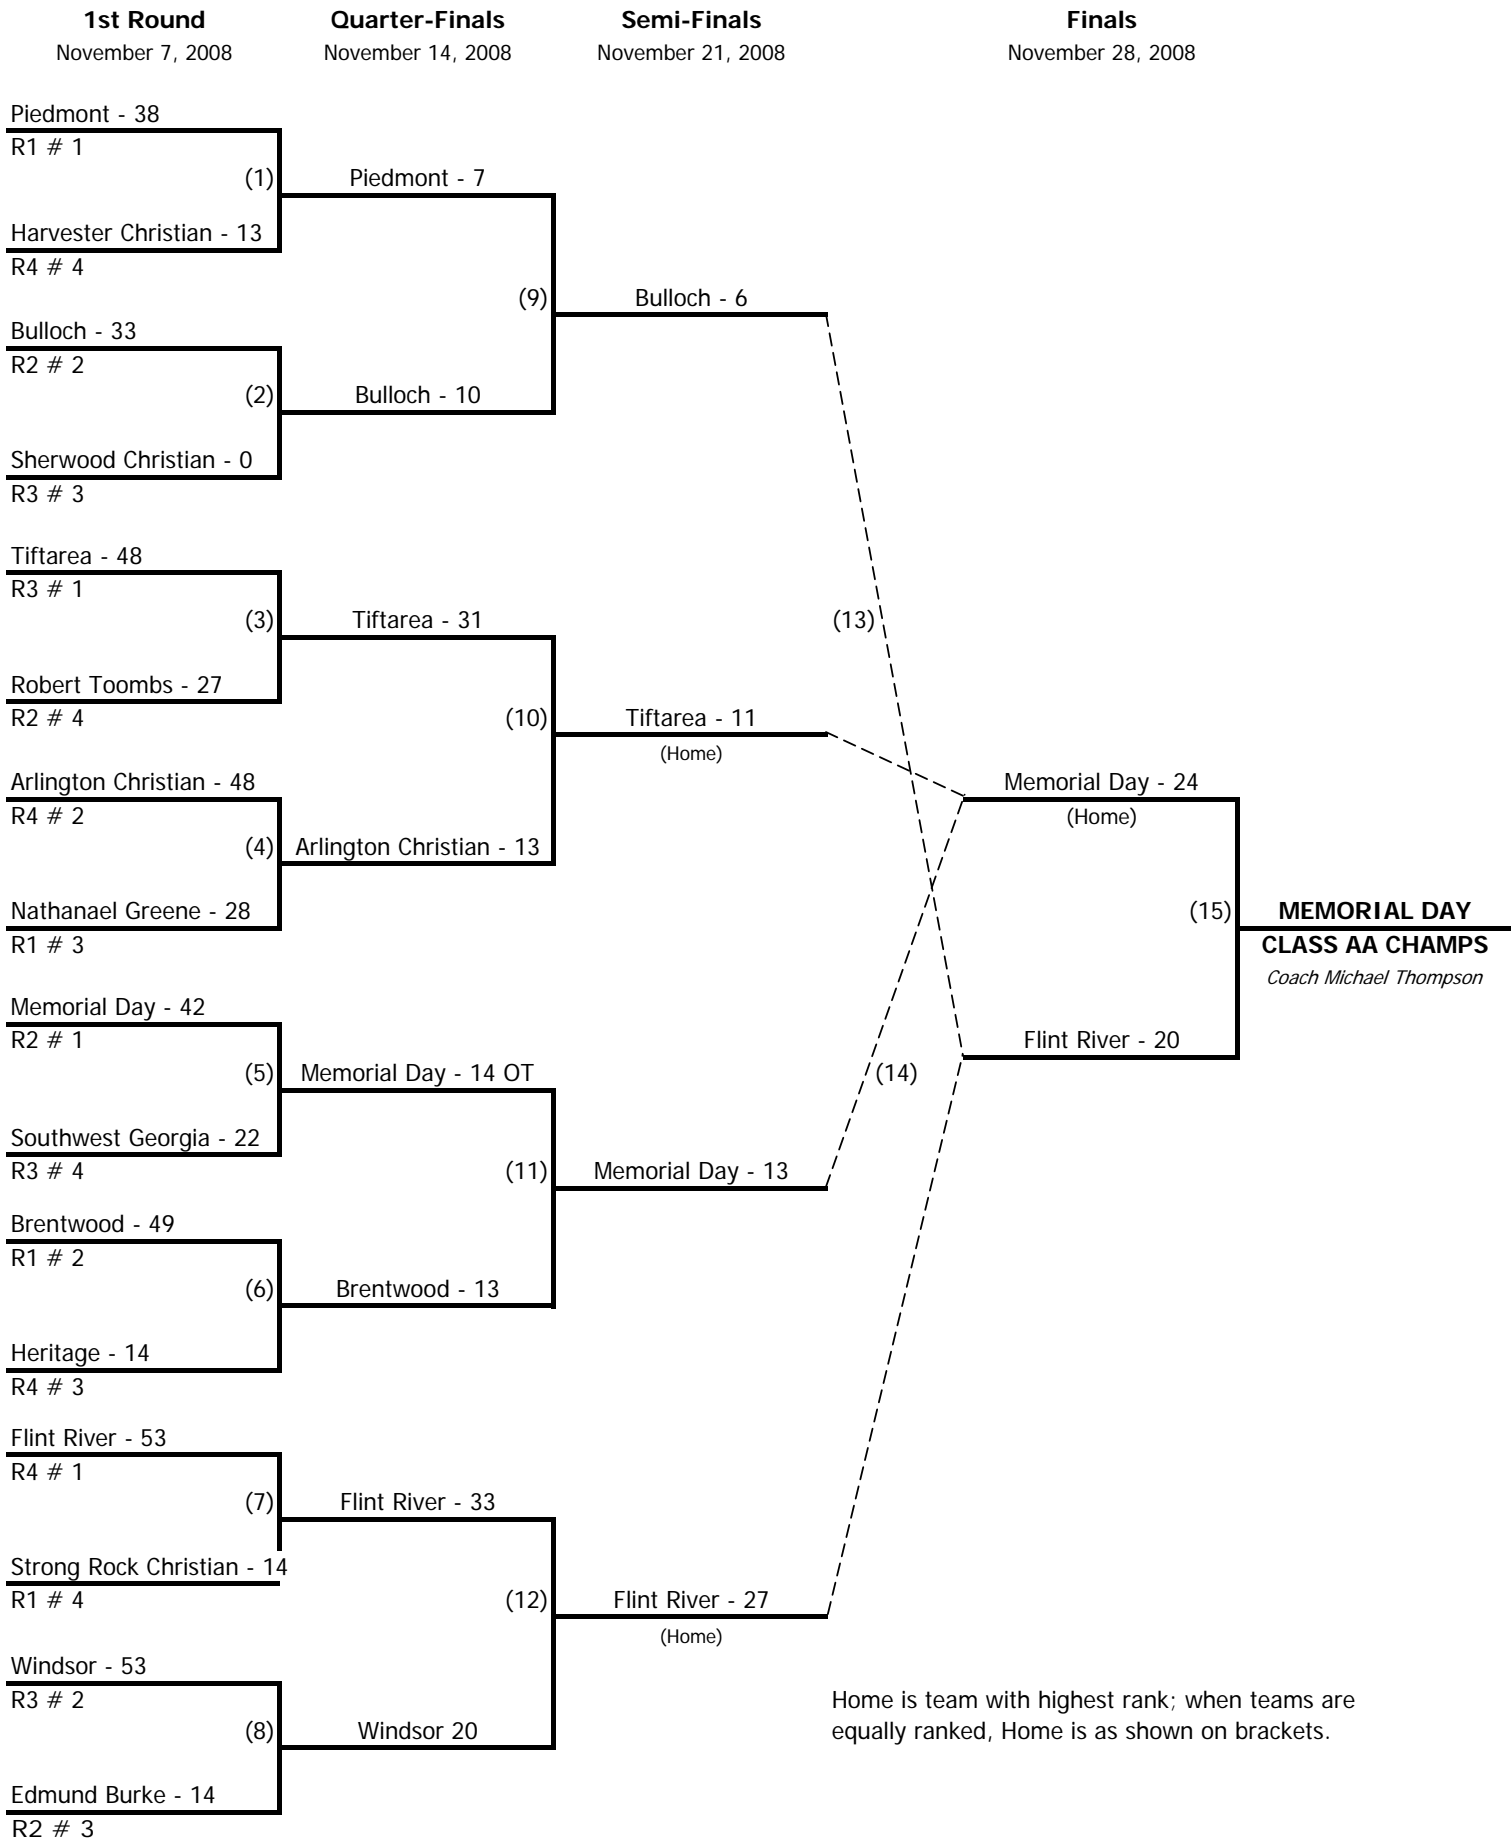 1st Round
November 7, 2008
Quarter-Finals
November 14, 2008
Semi-Finals
November 21, 2008
Finals
November 28, 2008
Piedmont - 38
R1 # 1
(1)
Harvester Christian - 13
R4 # 4
Bulloch - 33
R2 # 2
(2)
Sherwood Christian - 0
R3 # 3
Tiftarea - 48
R3 # 1
(3)
Robert Toombs - 27
R2 # 4
Arlington Christian - 48
R4 # 2
(4)
Nathanael Greene - 28
R1 # 3
Memorial Day - 42
R2 # 1
(5)
Southwest Georgia - 22
R3 # 4
Brentwood - 49
R1 # 2
(6)
Heritage - 14
R4 # 3
Flint River - 53
R4 # 1
(7)
Strong Rock Christian - 14
R1 # 4
Windsor - 53
R3 # 2
(8)
Edmund Burke - 14
R2 # 3
Piedmont - 7
(9)
Bulloch - 10
Tiftarea - 31
(10)
Arlington Christian - 13
Memorial Day - 14 OT
(11)
Brentwood - 13
Flint River - 33
(12)
Windsor 20
Bulloch - 6
(13)
Tiftarea - 11
(Home)
Memorial Day - 13
(14)
Flint River - 27
(Home)
Memorial Day - 24
(Home)
(15)
Flint River - 20
MEMORIAL DAY
CLASS AA CHAMPS
Coach Michael Thompson
Home is team with highest rank; when teams are
equally ranked, Home is as shown on brackets.